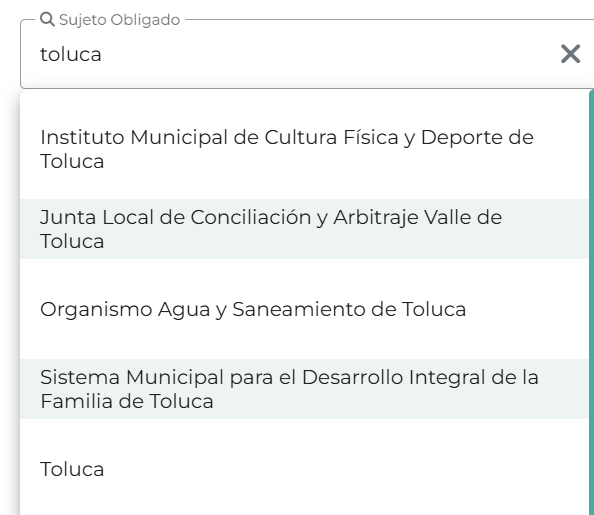 Sujeto Obligado
toluca
Instituto Municipal de Cultura Física y Deporte de
Toluca
Junta Local de Conciliación y Arbitraje Valle de
Toluca
Organismo Agua y Saneamiento de Toluca
Sistema Municipal para el Desarrollo Integral de la
Familia de Toluca
Toluca